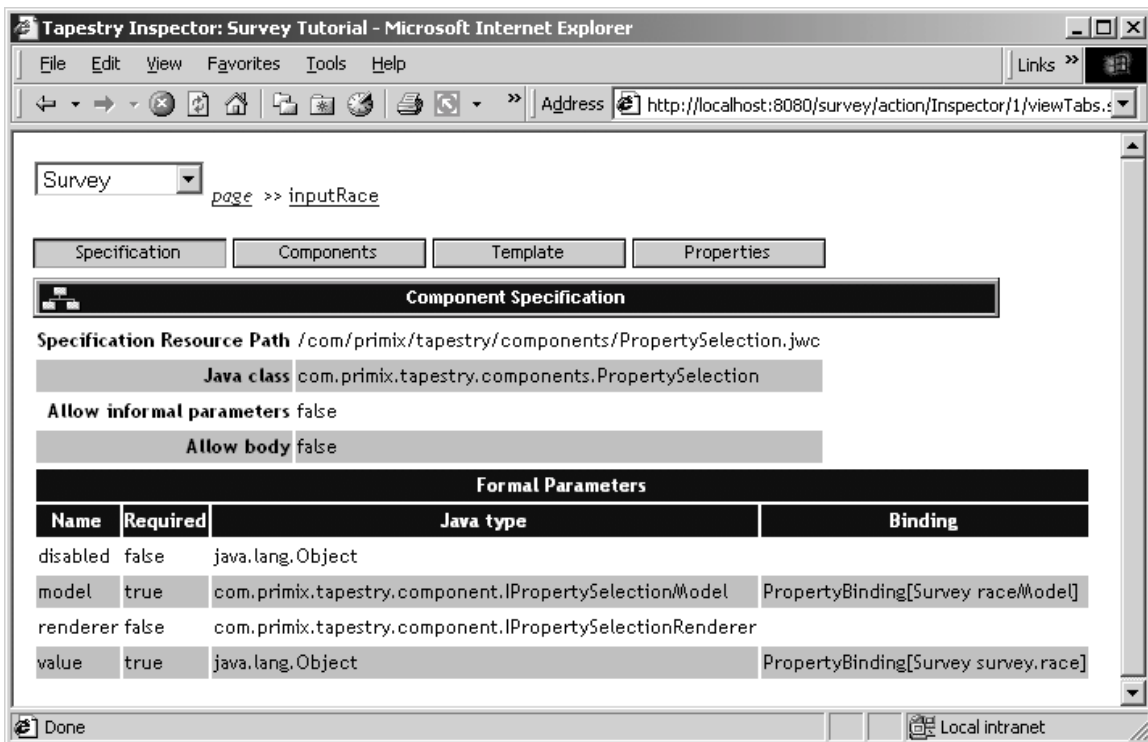 Tapestry Inspector: Survey Tutorial - Microsoft Internet Explorer
File Edit View Favorites Tools Help Links »
» Address http://localhost:8080/survey/action/Inspector/1/viewTabs.s
Survey page >> inputRace
Specification Components Template Properties
Component Specification
Specification Resource Path /com/primix/tapestry/components/PropertySelection.jwc
Java class com.primix.tapestry.components.PropertySelection
Allow informal parameters false
Allow body false
Formal Parameters
Name Required Java type Binding
disabled false java.lang.Object
model true com.primix.tapestry.component.IPropertySelectionModel PropertyBinding[Survey raceModel]
renderer false com.primix.tapestry.component.IPropertySelectionRenderer
value true java.lang.Object PropertyBinding[Survey survey.race]
Done Local intranet